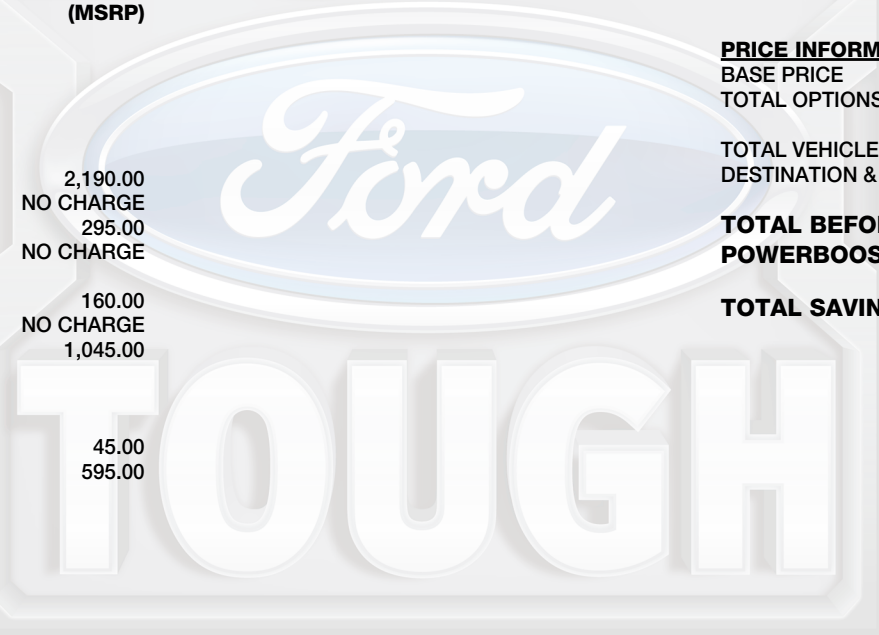 (MSRP)
2,190.00
NO CHARGE
295.00
NO CHARGE
160.00
NO CHARGE
1,045.00
45.00
595.00
PRICE INFORM
BASE PRICE
TOTAL OPTIONS
TOTAL VEHICLE
DESTINATION &
TOTAL BEFO
POWERBOOS
TOTAL SAVIN
Ford
TOUGH